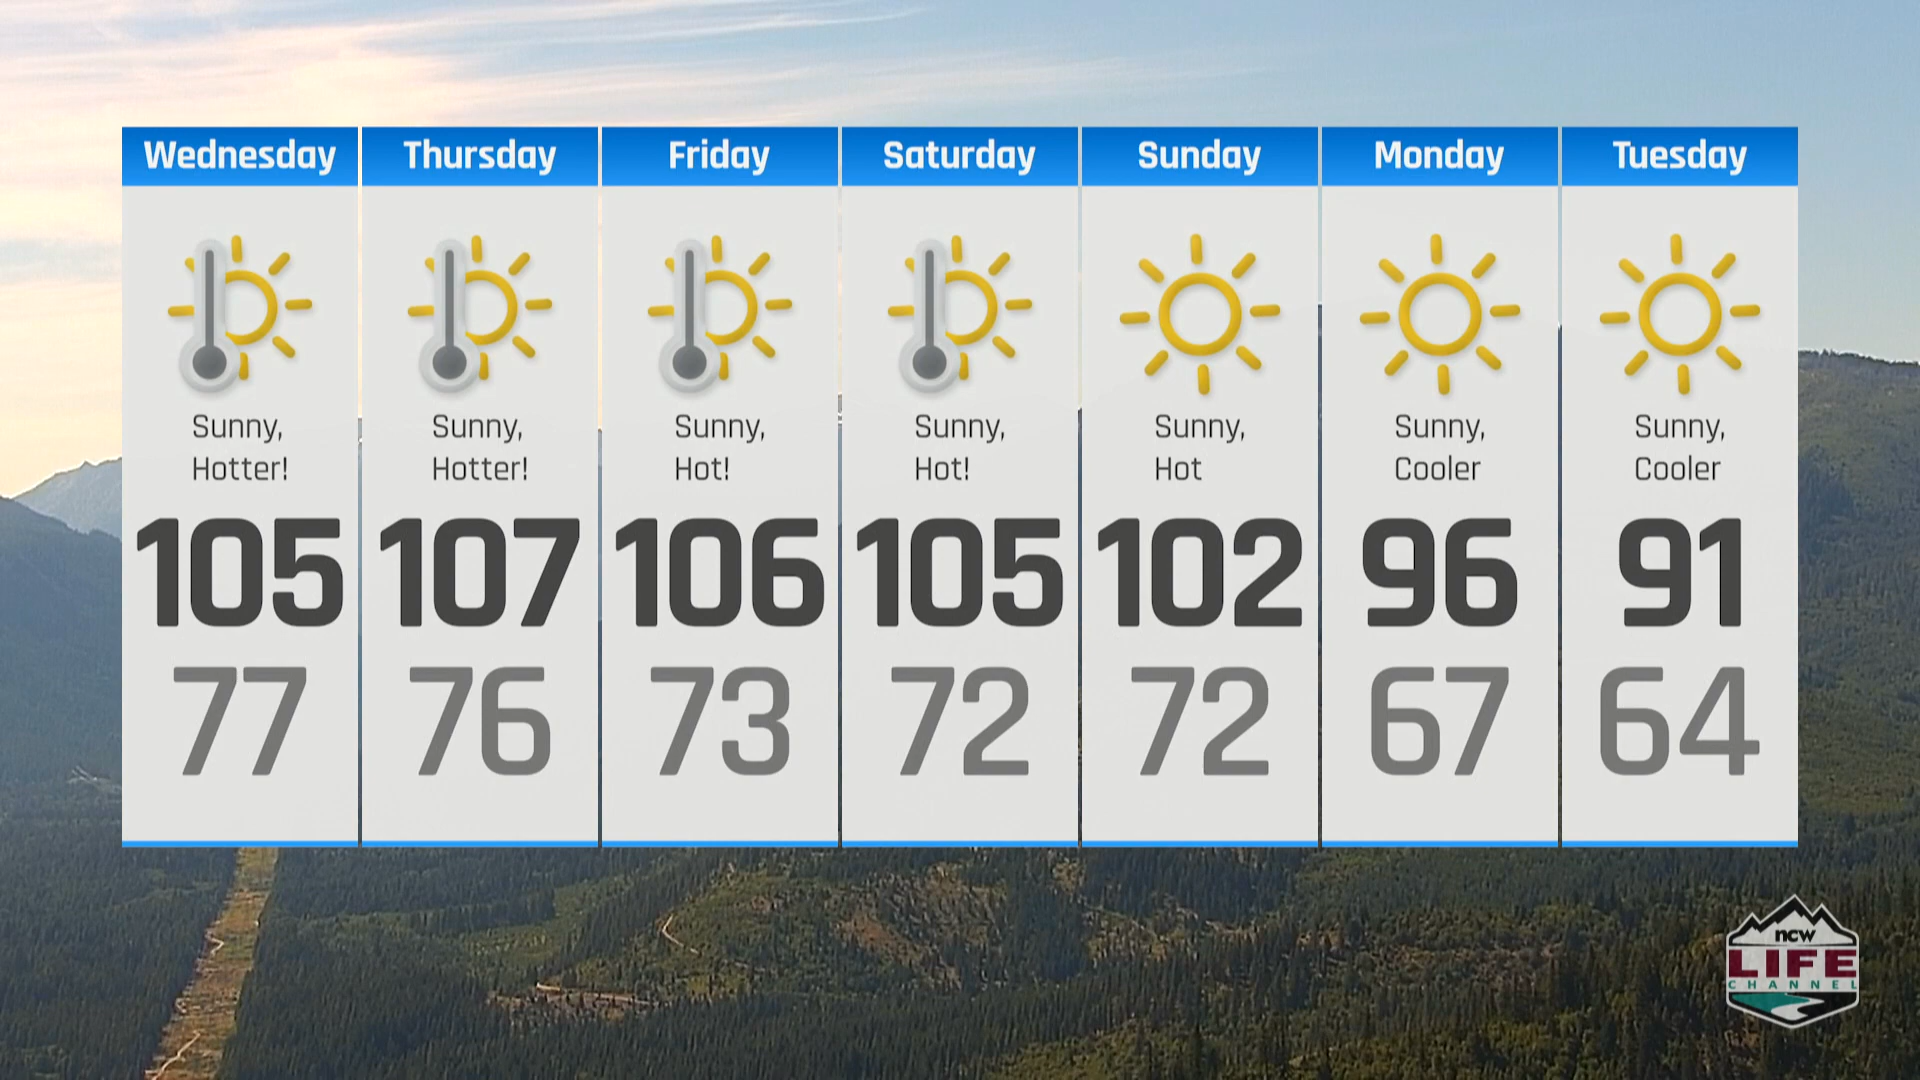 Wednesday
Sunny,
Hotter!
105
77
Thursday
Sunny,
Hotter!
107
76
Friday
Sunny,
Hot!
106
73
Saturday
Sunny,
Hot!
105
72
Sunday
Sunny,
Hot
102
72
Monday
Sunny,
Cooler
96
67
Tuesday
Sunny,
Cooler
91
64
ncw
LIFE
CHANNEL